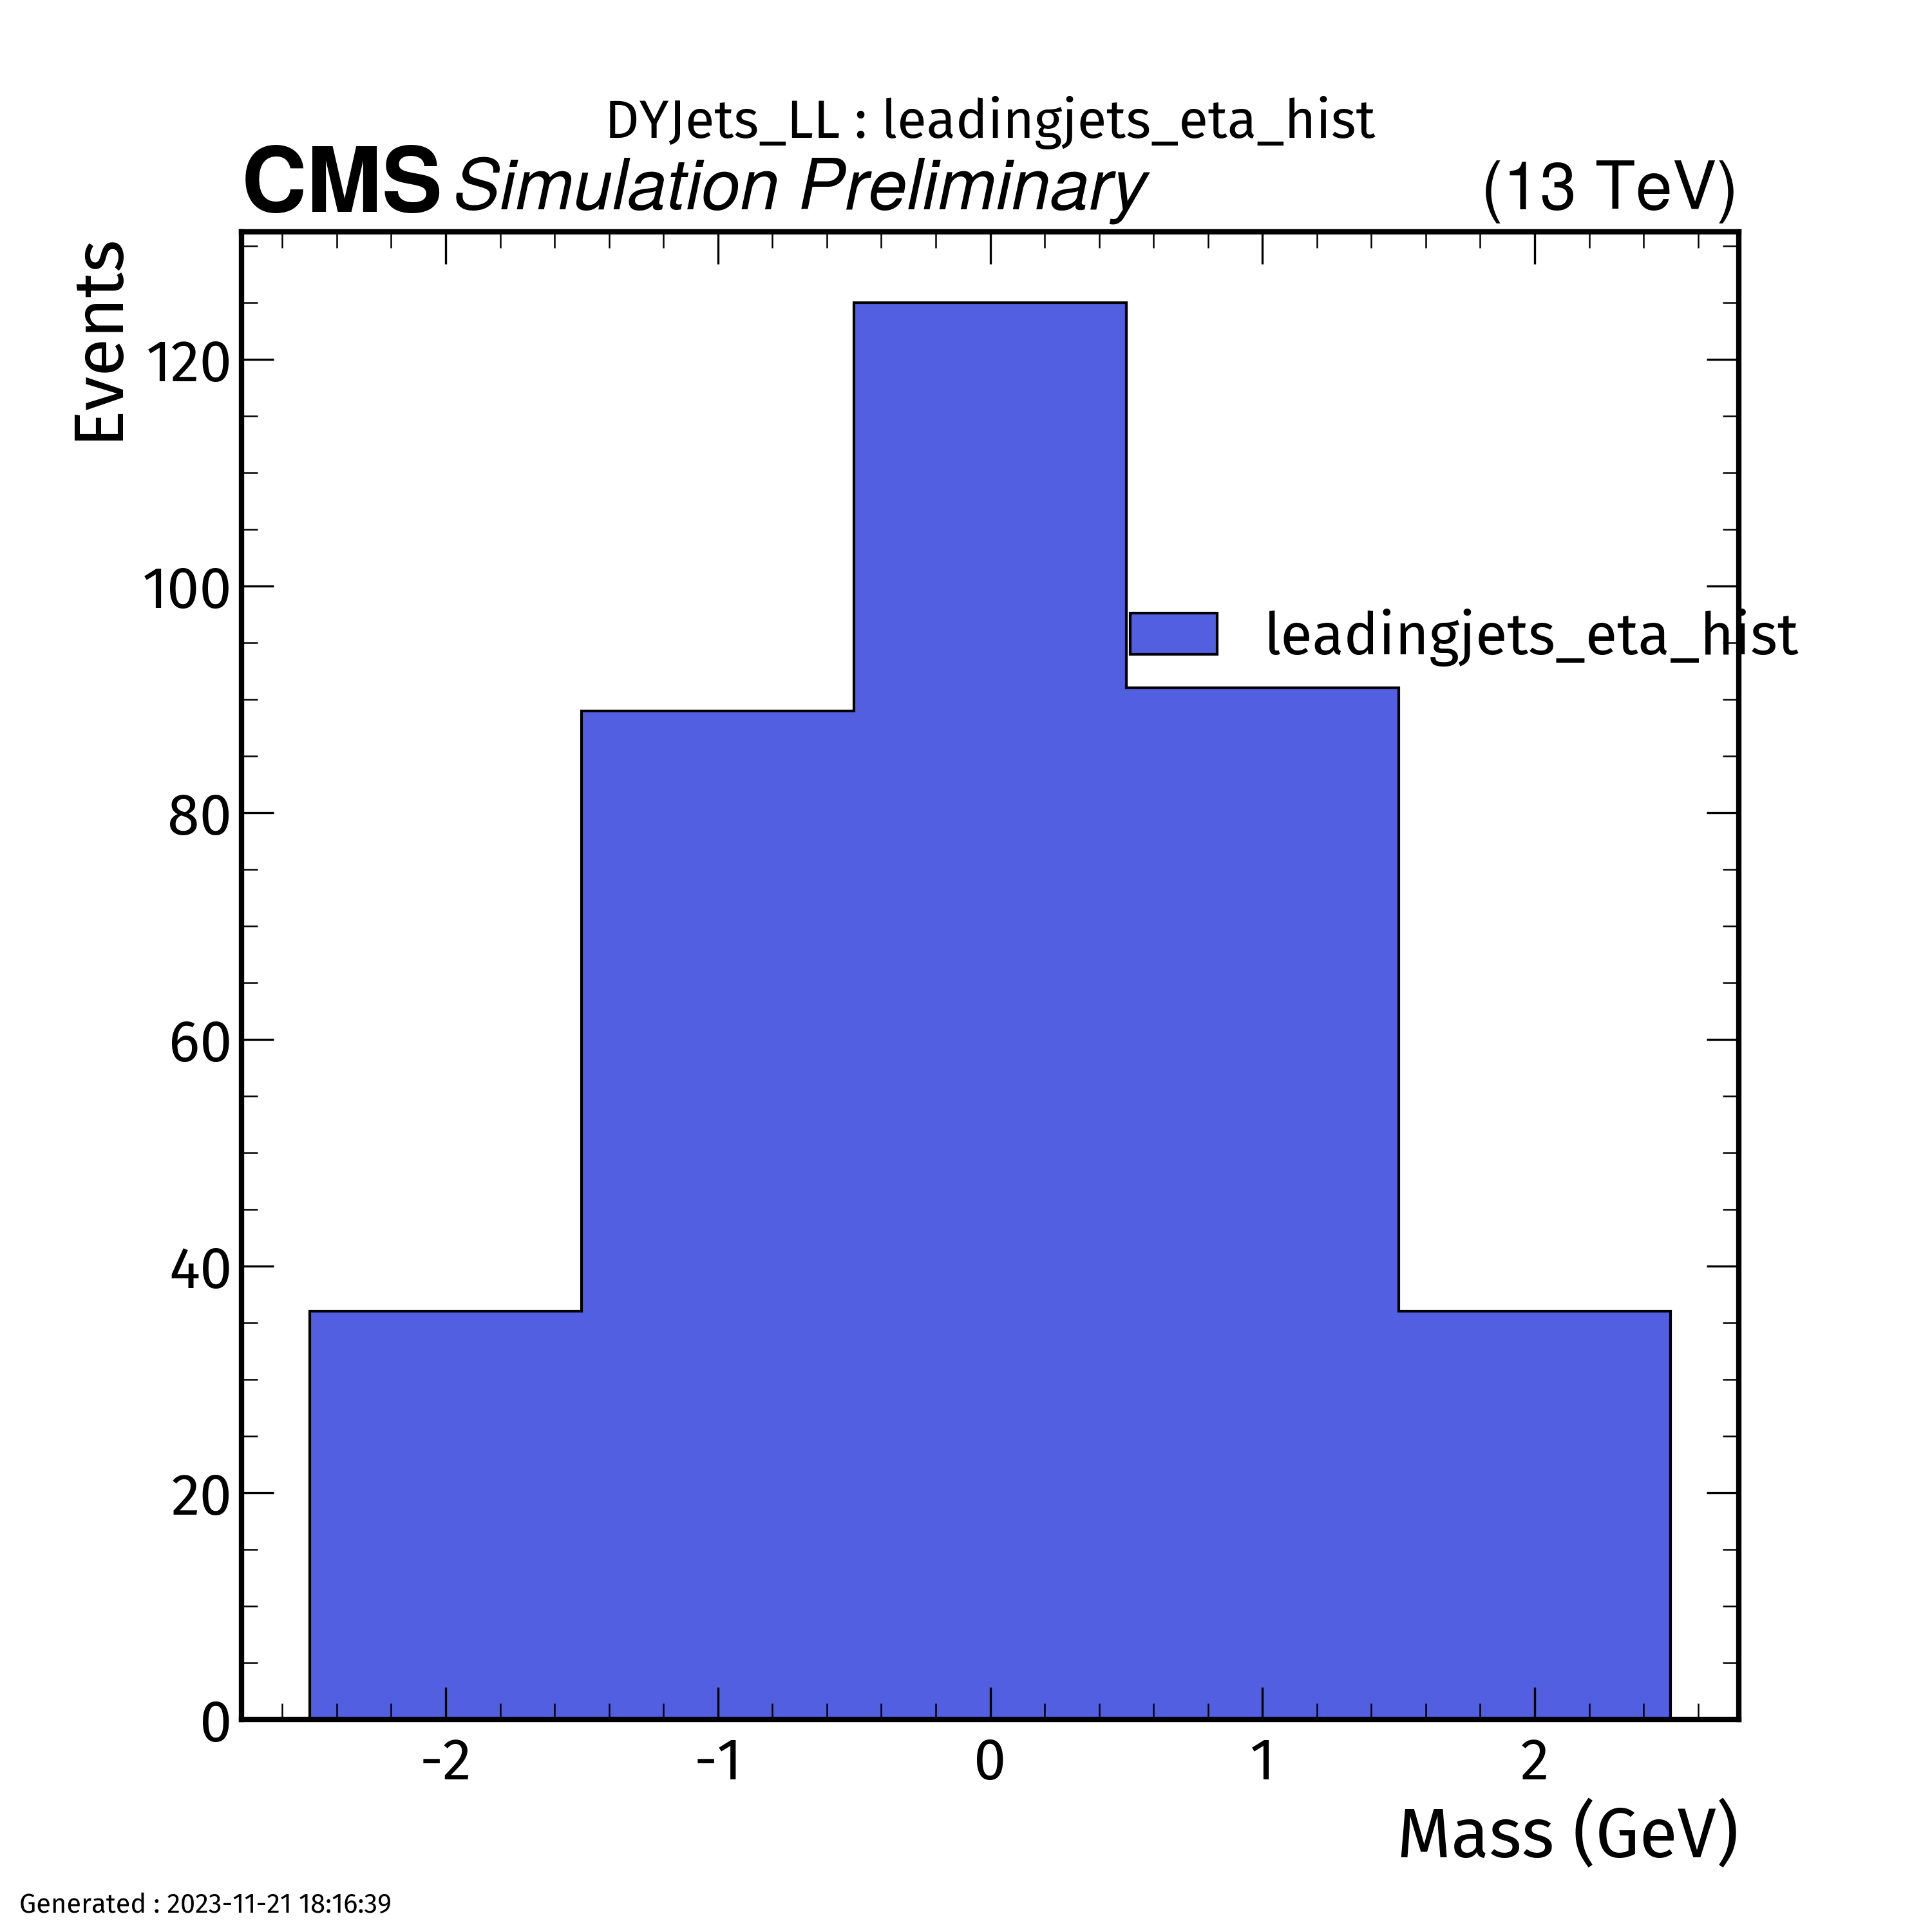 DYJets_LL : leadingjets_eta_hist
CMS Simulation Preliminary (13 TeV)
Events
120
100
leadingjets_eta_hist
80
60
40
20
0
-2 -1 0 1 2
Mass (GeV)
Generated : 2023-11-21 18:16:39